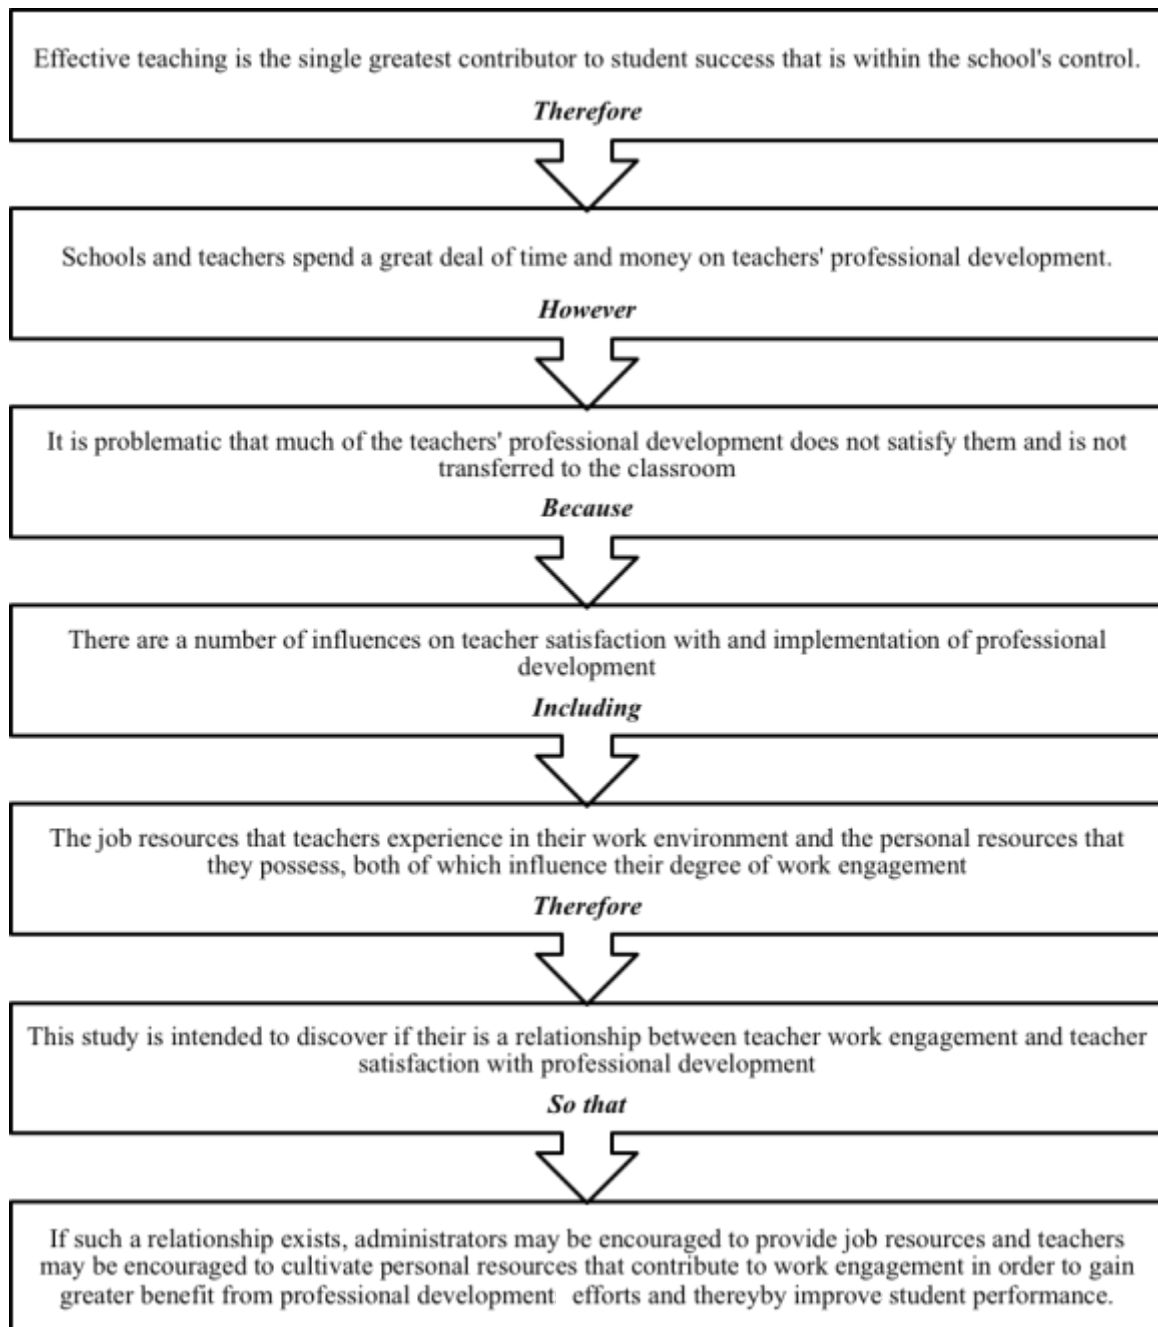 Effective teaching is the single greatest contributor to student success that is within the school's control.
Therefore
Schools and teachers spend a great deal of time and money on teachers' professional development.
However
It is problematic that much of the teachers' professional development does not satisfy them and is not
transferred to the classroom
Because
There are a number of influences on teacher satisfaction with and implementation of professional
development
Including
The job resources that teachers experience in their work environment and the personal resources that
they possess, both of which influence their degree of work engagement
Therefore
This study is intended to discover if their is a relationship between teacher work engagement and teacher
satisfaction with professional development
So that
If such a relationship exists, administrators may be encouraged to provide job resources and teachers
may be encouraged to cultivate personal resources that contribute to work engagement in order to gain
greater benefit from professional development efforts and thereyby improve student performance.